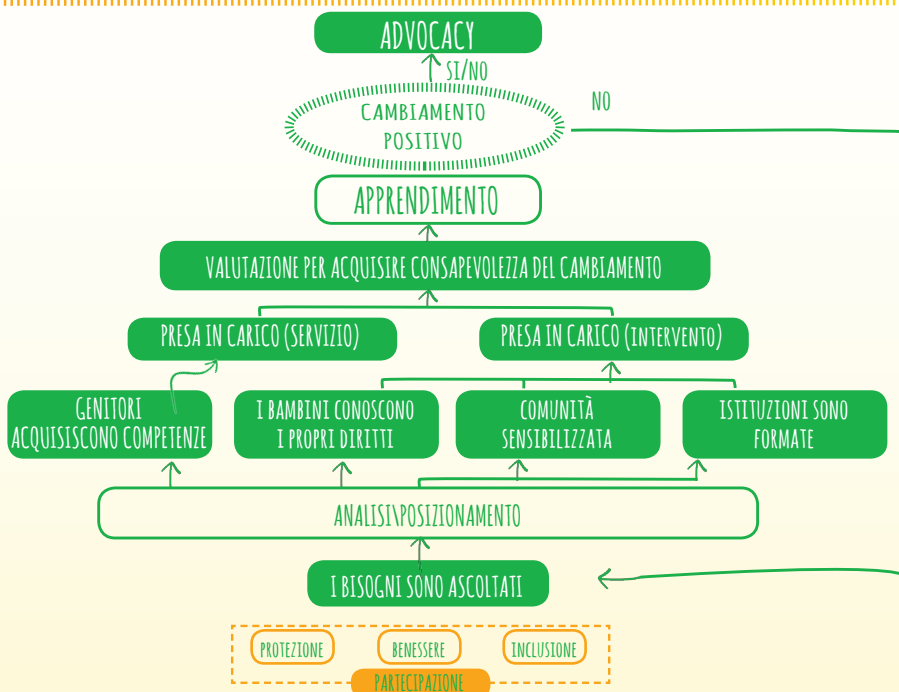 ADVOCACY
SI/NO
NO
CAMBIAMENTO
POSITIVO
APPRENDIMENTO
VALUTAZIONE PER ACQUISIRE CONSAPEVOLEZZA DEL CAMBIAMENTO
PRESA IN CARICO (SERVIZIO)
PRESA IN CARICO (INTERVENTO)
GENITORI
ACQUISISCONO COMPETENZE
I BAMBINI CONOSCONO
I PROPRI DIRITTI
COMUNITÀ
SENSIBILIZZATA
ISTITUZIONI SONO
FORMATE
ANALISI\POSIZIONAMENTO
I BISOGNI SONO ASCOLTATI
PROTEZIONE
BENESSERE
INCLUSIONE
PARTECIPAZIONE